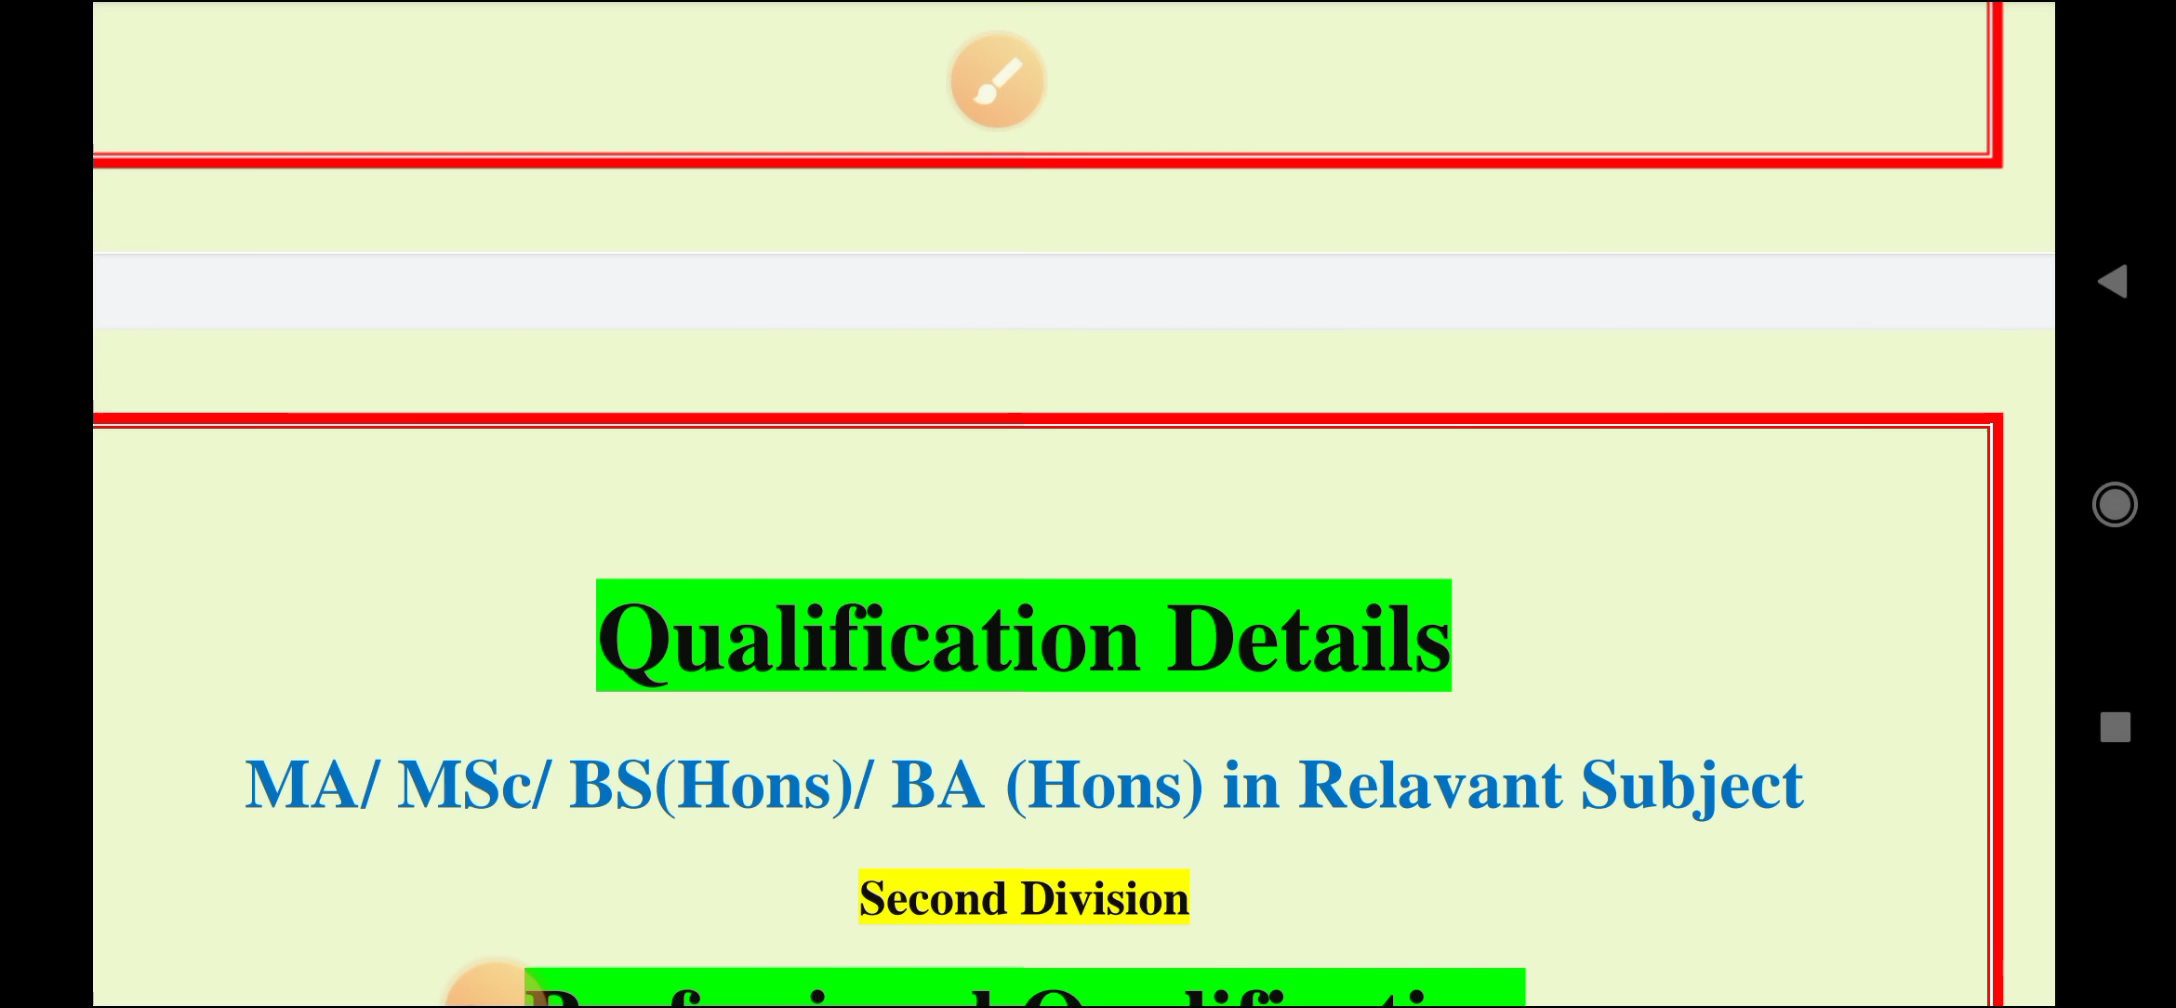 Qualification Details
MA/ MSc/ BS(Hons)/ BA (Hons) in Relavant Subject
Second Division